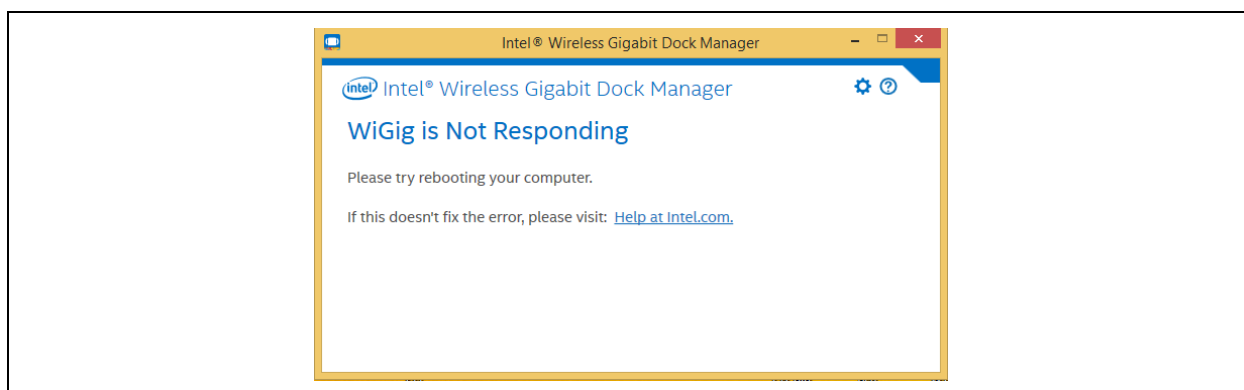 Intel® Wireless Gigabit Dock Manager
intel Intel® Wireless Gigabit Dock Manager
WiGig is Not Responding
Please try rebooting your computer.
If this doesn't fix the error, please visit: Help at Intel.com.